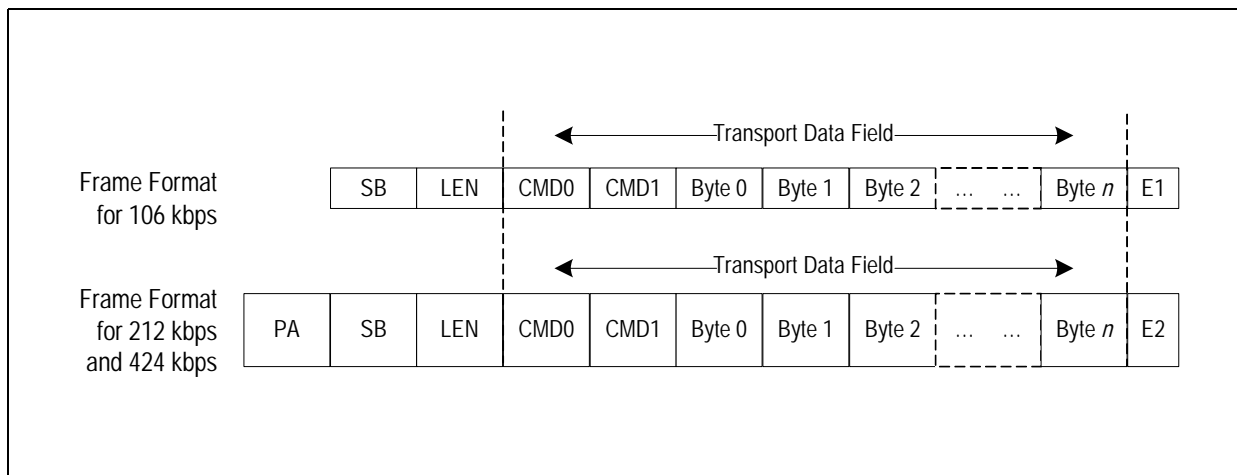 Transport Data Field
Frame Format
for 106 kbps
SB LEN CMD0 CMD1 Byte 0 Byte 1 Byte 2 ... ... Byte n E1
Transport Data Field
Frame Format
for 212 kbps
and 424 kbps
PA SB LEN CMD0 CMD1 Byte 0 Byte 1 Byte 2 ... ... Byte n E2